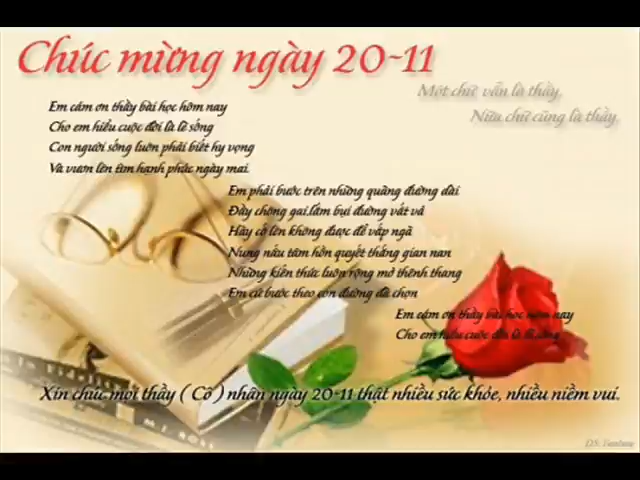 Chúc mừng ngày 20-11
Một chữ vẫn là thầy,
Nữa chữ cũng là thầy.
Em cám ơn thầy bài học hôm nay
Cho em hiểu cuộc đời là lẽ sống
Con người sống luôn phải biết hy vọng
Và vươn lên tìm hạnh phúc ngày mai.
Em phải bước trên những quãng đường dài
Đầy chông gai,lấm bụi đường vất vả
Hãy cố lên không được để vấp ngã
Nung nấu tâm hồn quyết thắng gian nan
Những kiến thức luôn rộng mở thênh thang
Em cứ bước theo con đường đã chọn
Em cám ơn thầy bài học hôm nay
Cho em hiểu cuộc đời là lẽ sống
Xin chúc mọi thầy ( Cô ) nhân ngày 20-11 thật nhiều sức khỏe, nhiều niềm vui.
M. J. ROSE